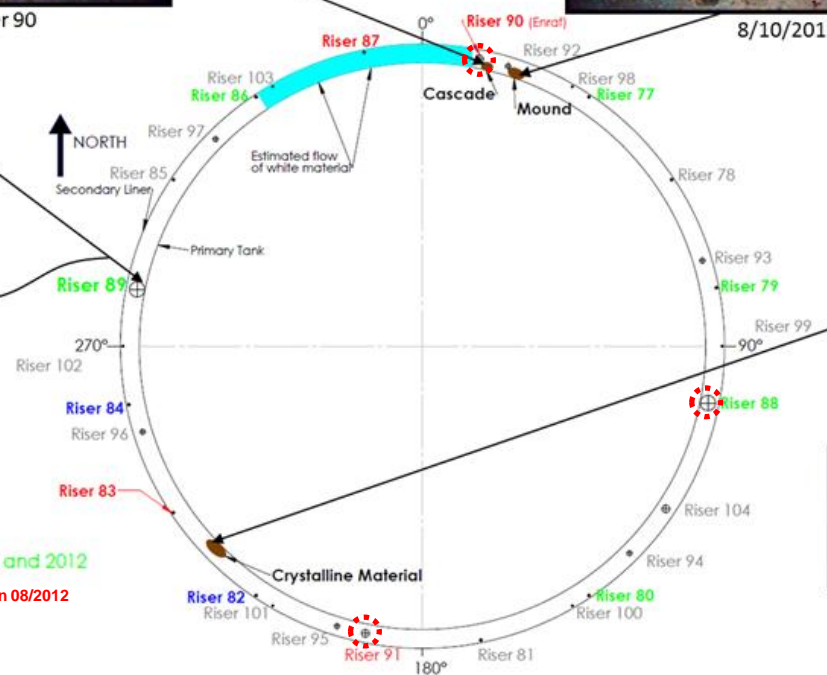 r 90
8/10/201
0°
Riser 90 (Enraf)
Riser 87
Riser 92
Riser 103
Riser 98
Riser 86
Riser 77
Cascade
Mound
Riser 97
NORTH
Estimated flow
of white material
Riser 85
Riser 78
Secondary Liner
Primary Tank
Riser 93
Riser 89
Riser 79
Riser 99
270°
90°
Riser 102
Riser 84
Riser 88
Riser 96
Riser 83
Riser 104
Riser 94
and 2012
Crystalline Material
n 08/2012
Riser 82
Riser 80
Riser 101
Riser 100
Riser 95
Riser 91
Riser 81
180°